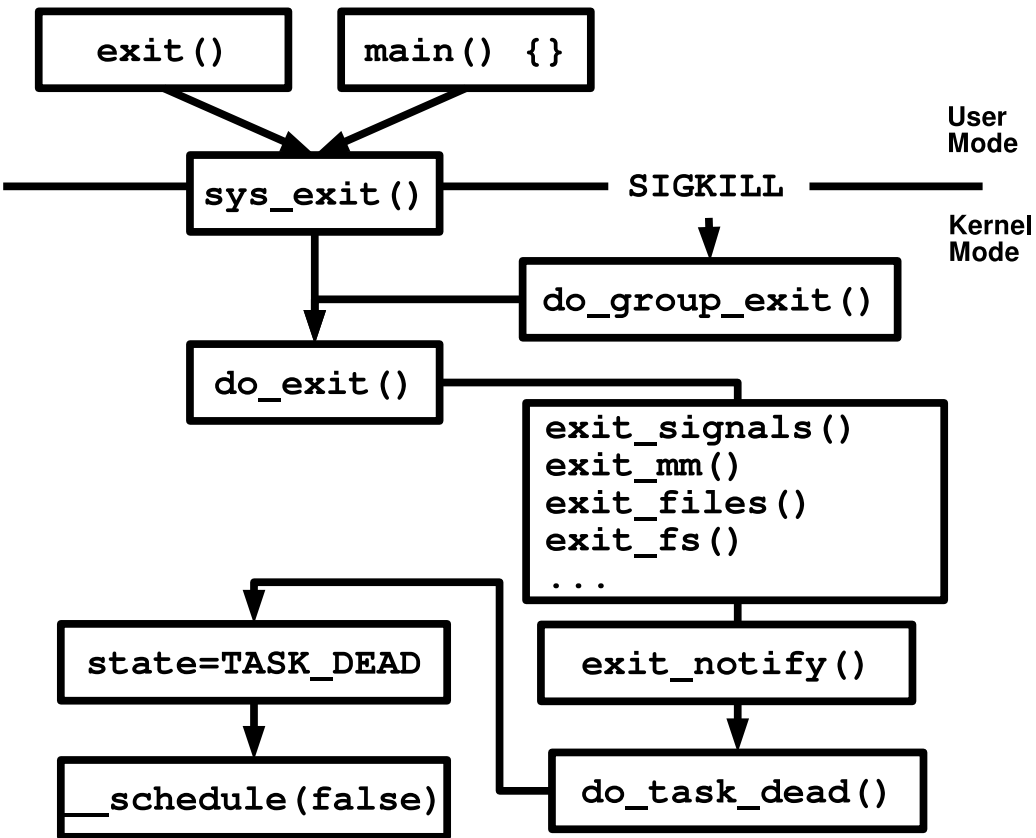 exit()
main() {}
User
Mode
sys_exit()
SIGKILL
Kernel
Mode
do_group_exit()
do_exit()
exit_signals()
exit_mm()
exit_files()
exit_fs()
...
state=TASK_DEAD
exit_notify()
__schedule(false)
do_task_dead()